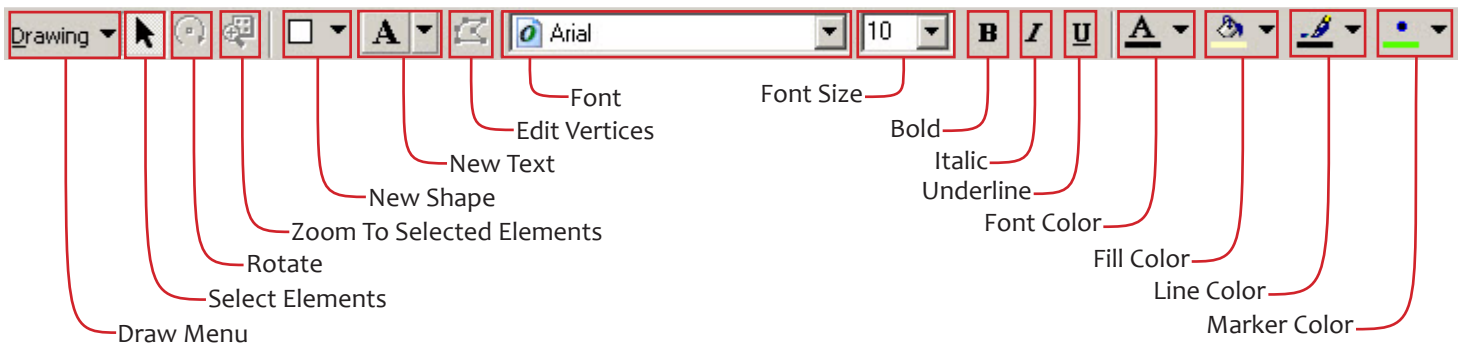 Drawing
A
Arial
10
B
I
U
A
Font
Font Size
Edit Vertices
Bold
New Text
Italic
Underline
New Shape
Font Color
Zoom To Selected Elements
Fill Color
Rotate
Line Color
Select Elements
Marker Color
Draw Menu